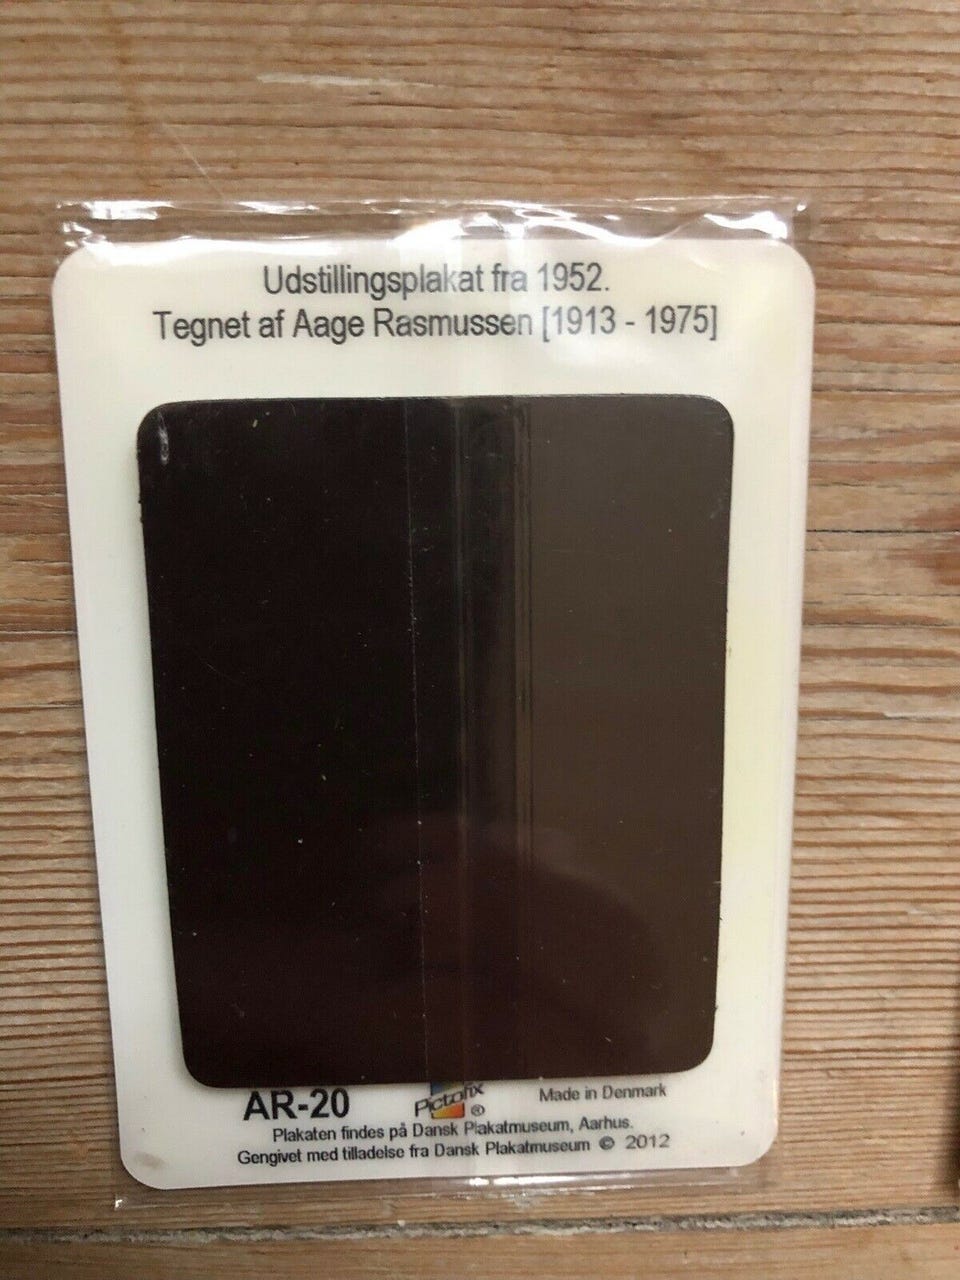 Udstillingsplakat fra 1952.
Tegnet af Aage Rasmussen [1913 - 1975]
AR-20
Pictofix ®
Made in Denmark
Plakaten findes på Dansk Plakatmuseum, Aarhus.
Gengivet med tilladelse fra Dansk Plakatmuseum © 2012